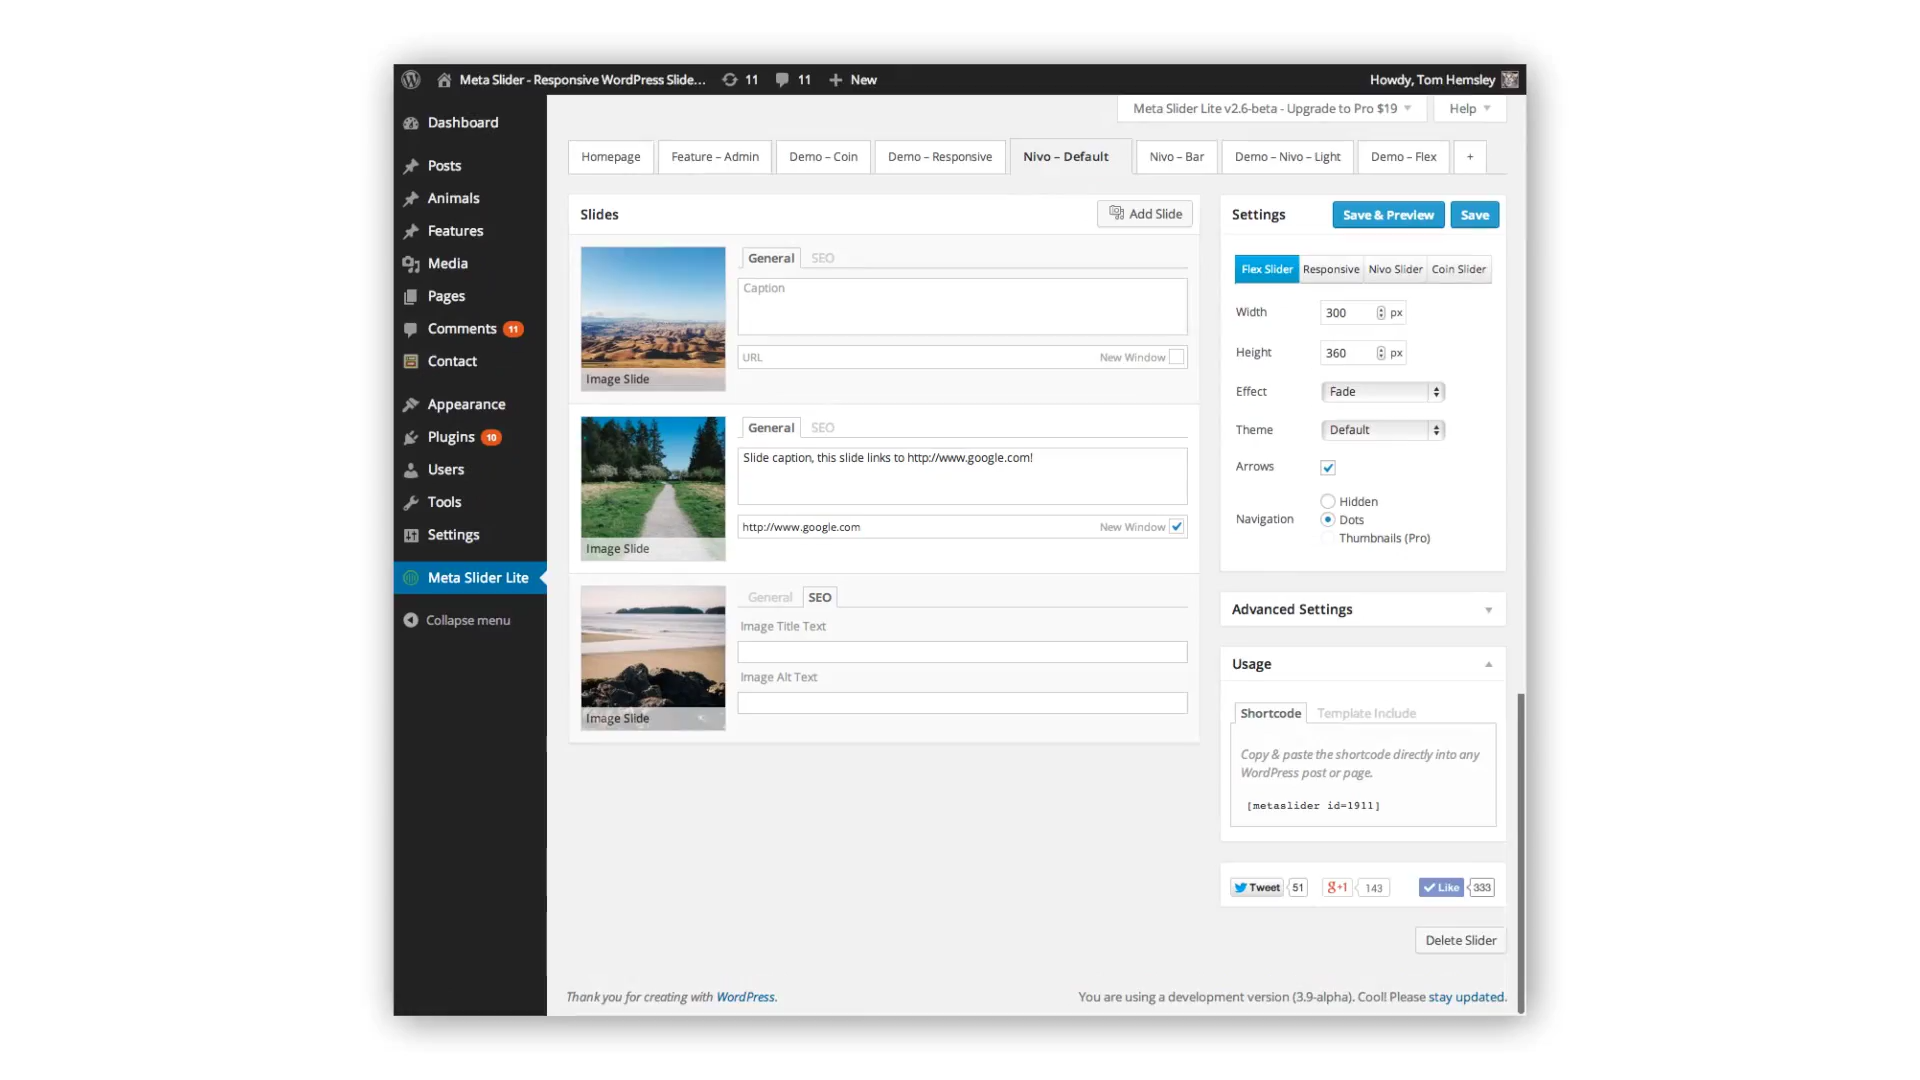 Meta Slider - Responsive WordPress Slide... 11 11 New Howdy, Tom Hemsley
Meta Slider Lite v2.6-beta - Upgrade to Pro $19 Help
Dashboard
Posts
Animals
Features
Media
Pages
Comments 11
Contact
Appearance
Plugins 10
Users
Tools
Settings
Meta Slider Lite
Collapse menu
Homepage Feature – Admin Demo – Coin Demo – Responsive Nivo – Default Nivo – Bar Demo – Nivo – Light Demo – Flex +
Slides Add Slide
General SEO
Caption
URL New Window
Image Slide
General SEO
Slide caption, this slide links to http://www.google.com!
http://www.google.com New Window
Image Slide
General SEO
Image Title Text
Image Alt Text
Image Slide
Settings Save & Preview Save
Flex Slider Responsive Nivo Slider Coin Slider
Width 300 px
Height 360 px
Effect Fade
Theme Default
Arrows
Navigation
Hidden
Dots
Thumbnails (Pro)
Advanced Settings
Usage
Shortcode Template Include
Copy & paste the shortcode directly into any
WordPress post or page.
[metaslider id=1911]
Tweet 51 g+1 143 Like 333
Delete Slider
Thank you for creating with WordPress. You are using a development version (3.9-alpha). Cool! Please stay updated.